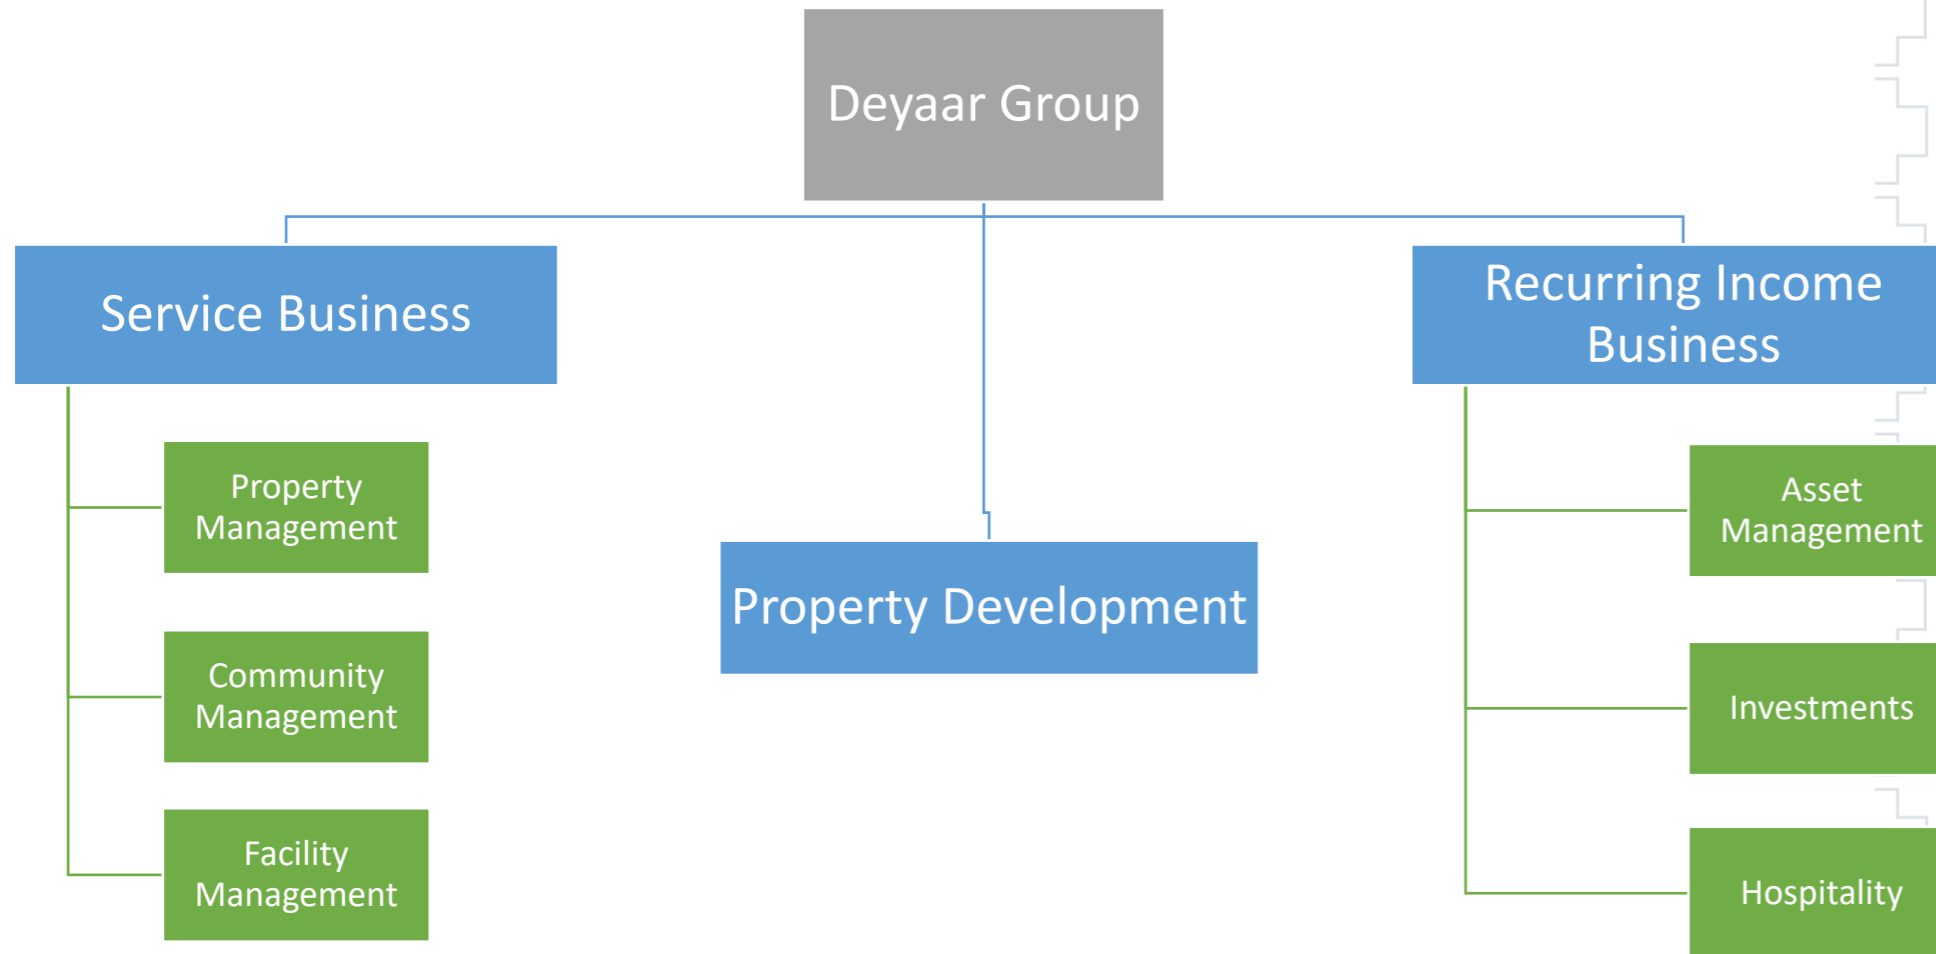 Deyaar Group
Service Business
Recurring Income
Business
Property Development
Property
Management
Community
Management
Facility
Management
Asset
Management
Investments
Hospitality